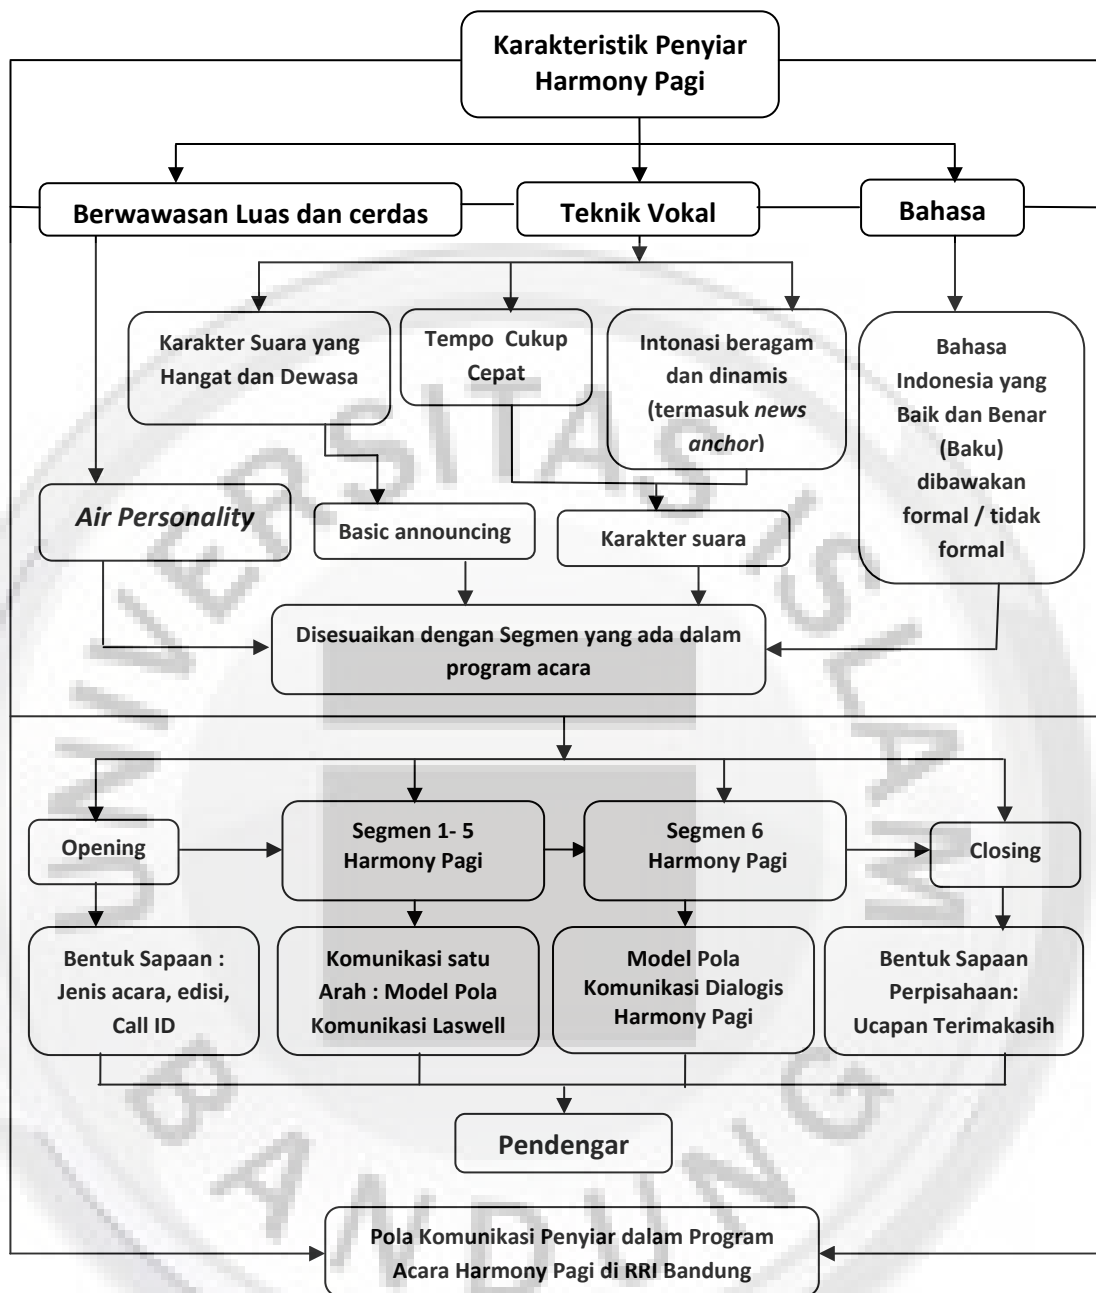 Karakteristik Penyiar
Harmony Pagi
Berwawasan Luas dan cerdas
Teknik Vokal
Bahasa
Karakter Suara yang
Hangat dan Dewasa
Tempo Cukup
Cepat
Intonasi beragam
dan dinamis
(termasuk news
anchor)
Bahasa
Indonesia yang
Baik dan Benar
(Baku)
dibawakan
formal / tidak
formal
Air Personality
Basic announcing
Karakter suara
Disesuaikan dengan Segmen yang ada dalam
program acara
Opening
Segmen 1- 5
Harmony Pagi
Segmen 6
Harmony Pagi
Closing
Bentuk Sapaan :
Jenis acara, edisi,
Call ID
Komunikasi satu
Arah : Model Pola
Komunikasi Laswell
Model Pola
Komunikasi Dialogis
Harmony Pagi
Bentuk Sapaan
Perpisahaan:
Ucapan Terimakasih
Pendengar
Pola Komunikasi Penyiar dalam Program
Acara Harmony Pagi di RRI Bandung
UNIVERSITAS ISLAM
BANDUNG